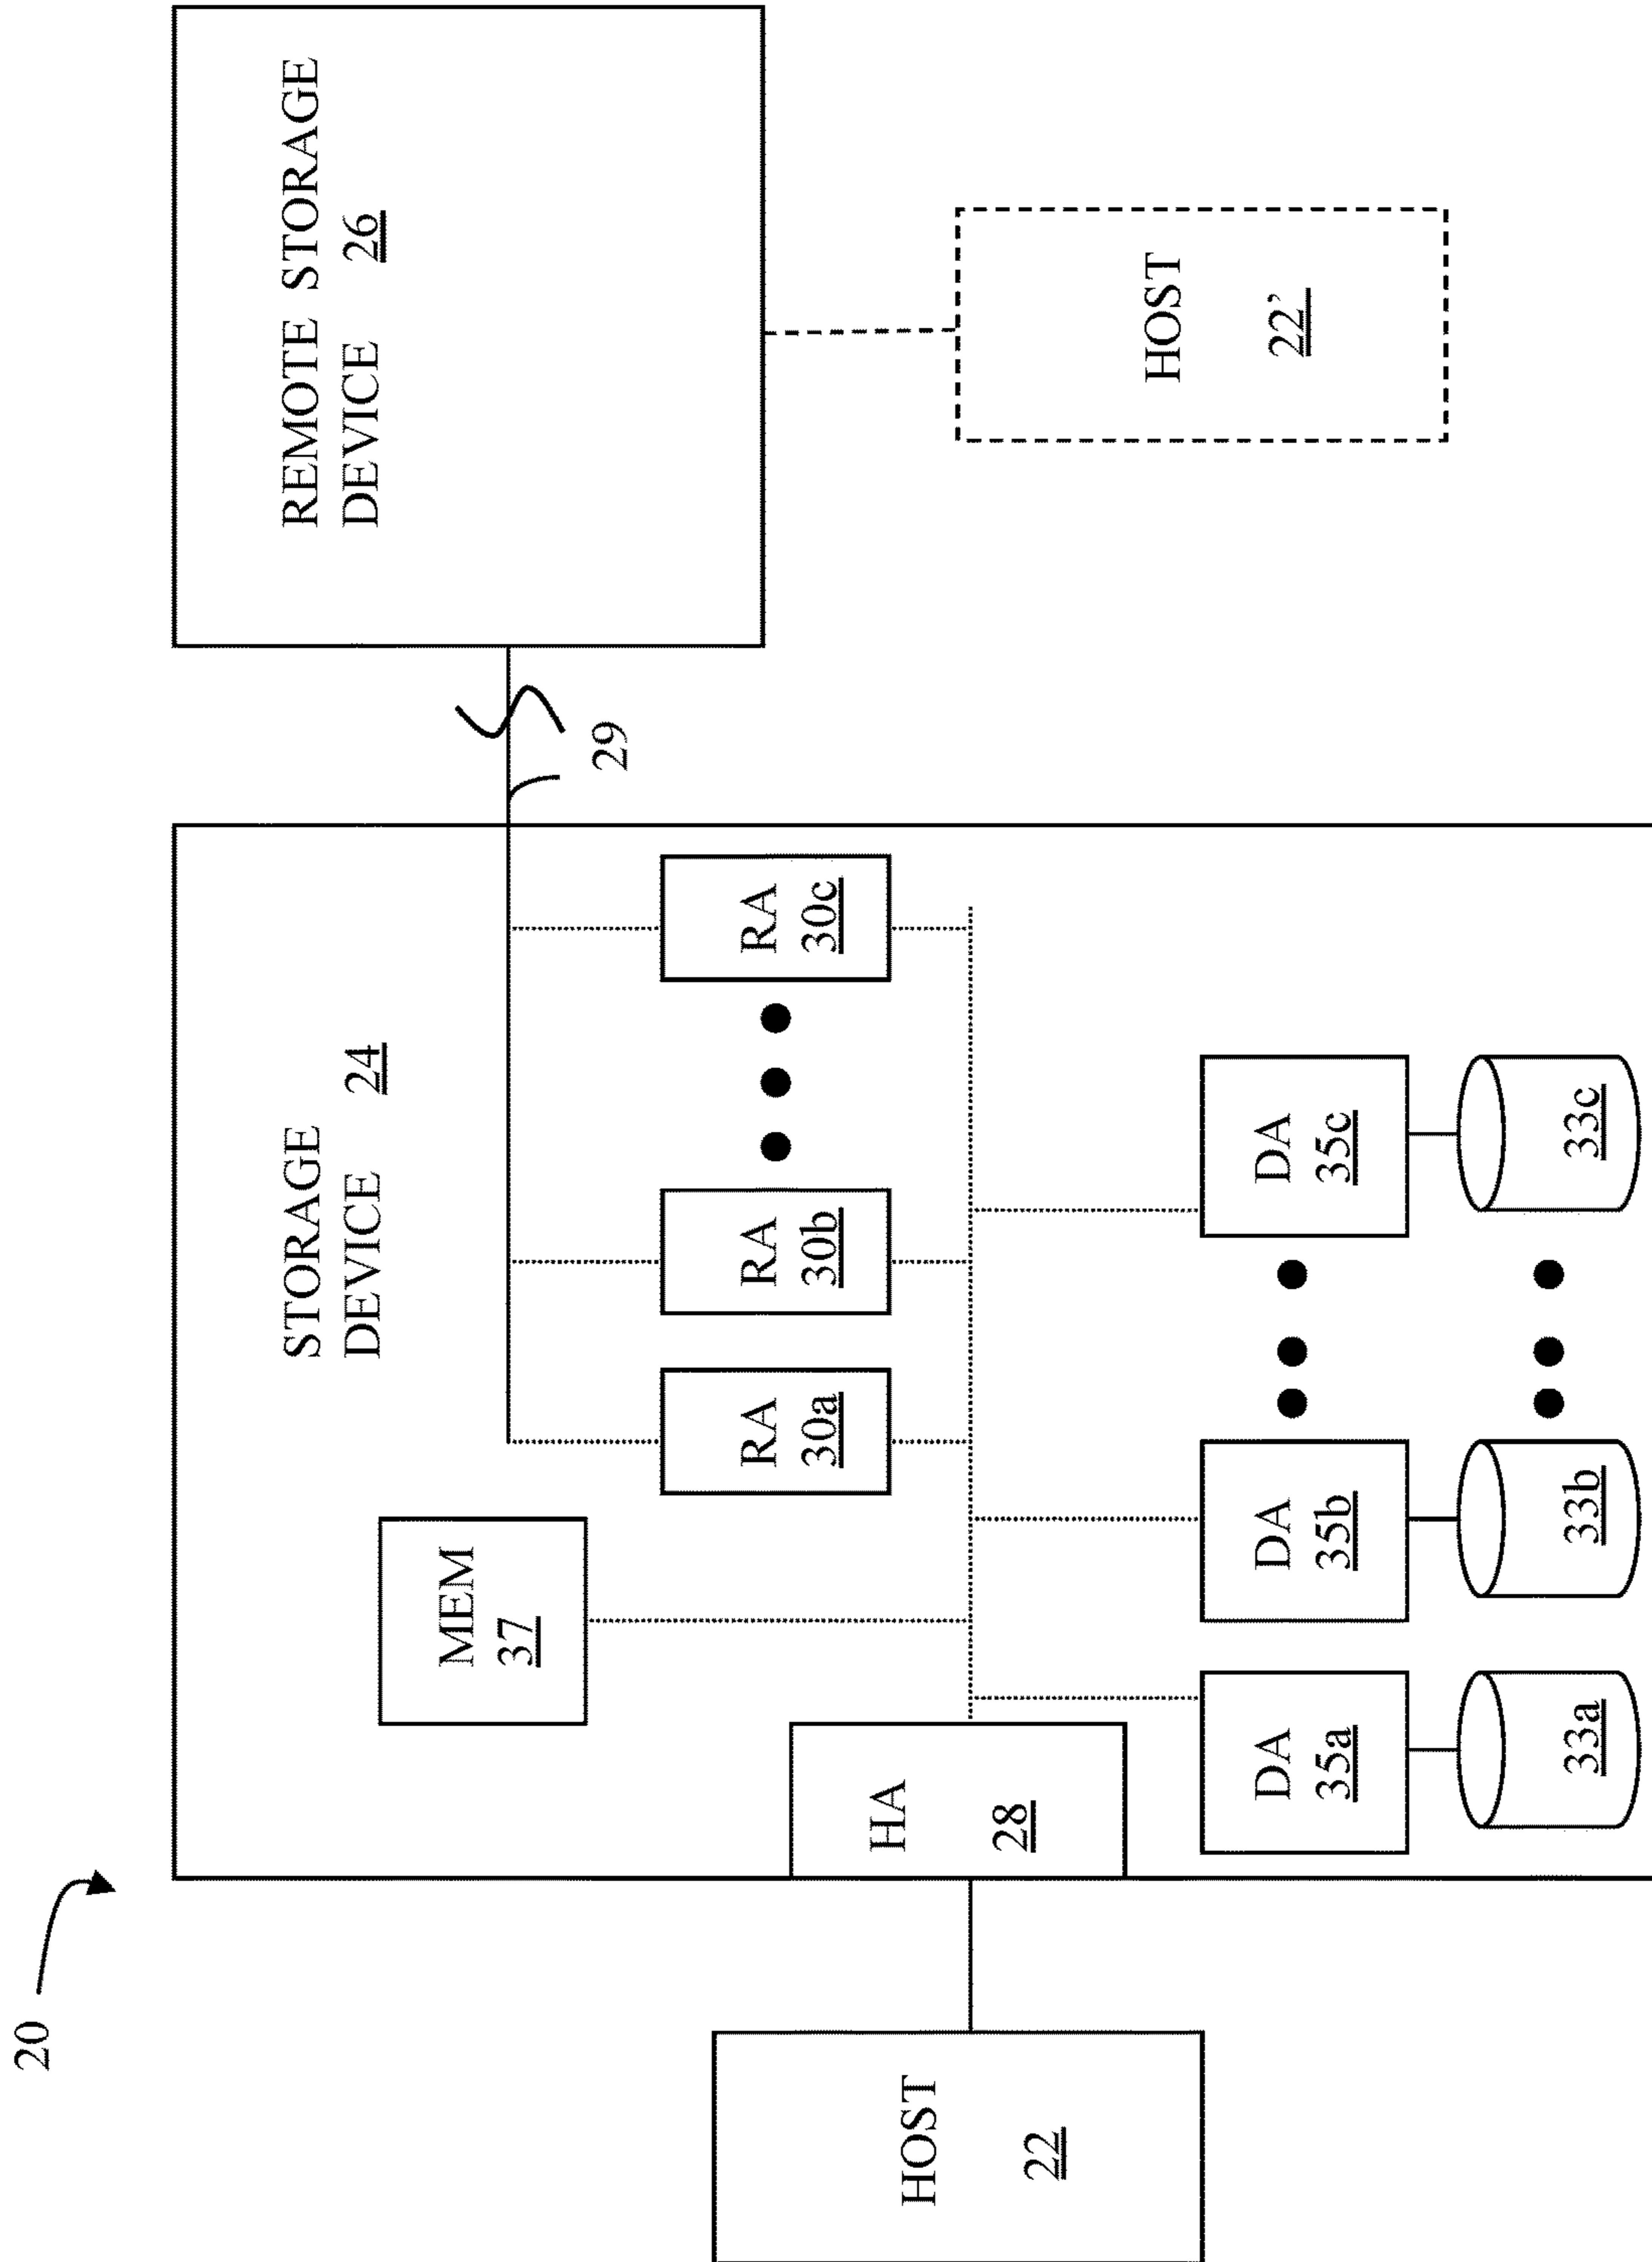 20
HOST
22
STORAGE
DEVICE 24
MEM
37
HA
28
RA
30a
RA
30b
RA
30c
DA
35a
DA
35b
DA
35c
33a
33b
33c
29
REMOTE STORAGE
DEVICE 26
HOST
22’